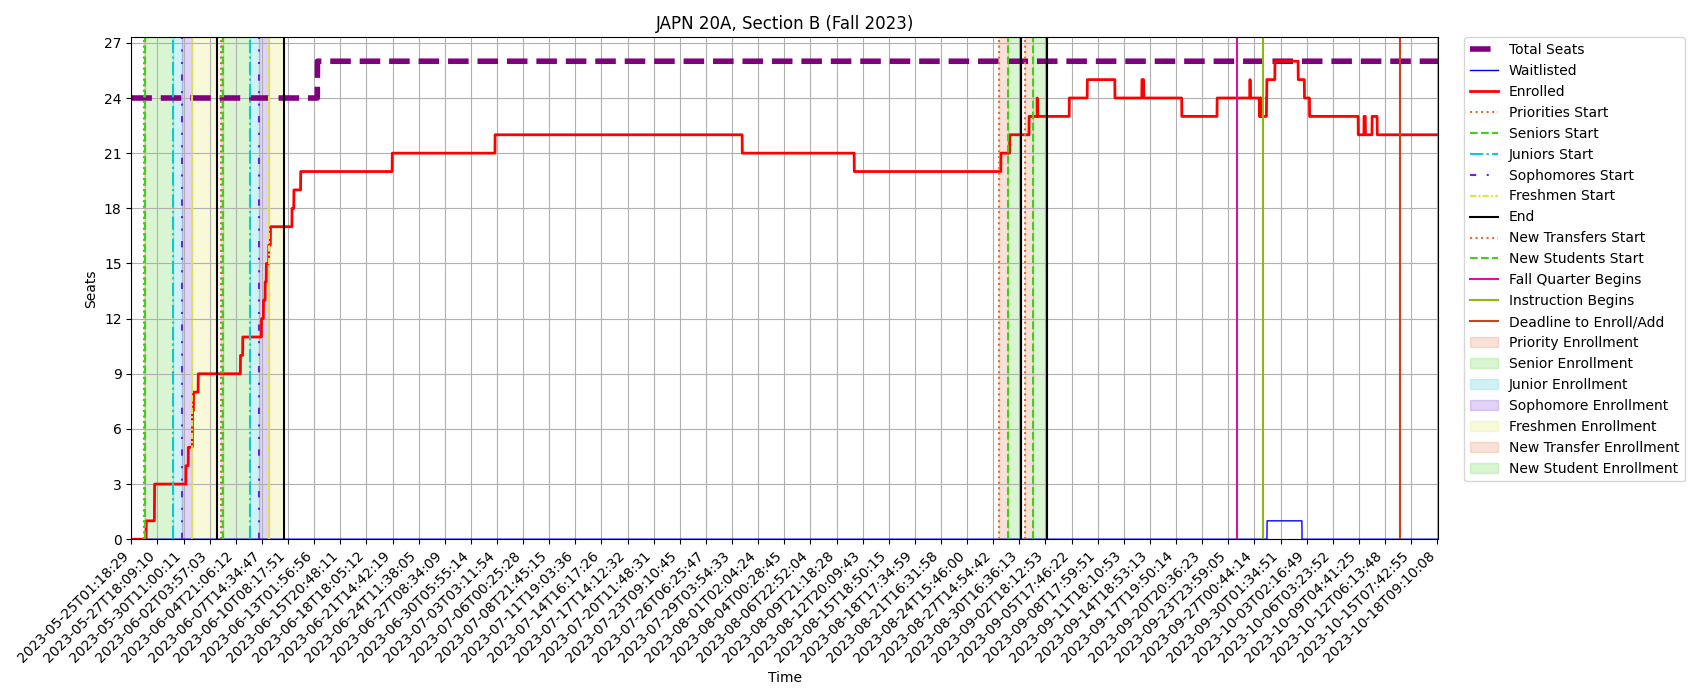 JAPN 20A, Section B (Fall 2023)
27
24
21
18
15
12
9
6
3
0
Seats
2023-05-25T01:18:29
2023-05-27T18:09:10
2023-05-30T11:00:11
2023-06-02T03:57:03
2023-06-04T21:06:12
2023-06-07T14:34:47
2023-06-10T08:17:51
2023-06-13T01:56:56
2023-06-15T20:48:11
2023-06-18T18:05:12
2023-06-21T14:42:19
2023-06-24T11:38:05
2023-06-27T08:34:09
2023-06-30T05:55:14
2023-07-03T03:11:54
2023-07-06T00:25:28
2023-07-08T21:45:15
2023-07-11T19:03:36
2023-07-14T16:17:26
2023-07-17T14:12:32
2023-07-20T11:48:31
2023-07-23T09:10:45
2023-07-26T06:25:47
2023-07-29T03:54:33
2023-08-01T02:04:24
2023-08-04T00:28:45
2023-08-06T22:52:04
2023-08-09T21:18:28
2023-08-12T20:09:43
2023-08-15T18:50:15
2023-08-18T17:34:59
2023-08-21T16:31:58
2023-08-24T15:46:00
2023-08-27T14:54:42
2023-08-30T16:36:13
2023-09-02T18:12:53
2023-09-05T17:46:22
2023-09-08T17:59:51
2023-09-11T18:10:53
2023-09-14T18:53:13
2023-09-17T19:50:14
2023-09-20T20:36:23
2023-09-23T23:59:05
2023-09-27T00:44:14
2023-09-30T01:34:51
2023-10-03T02:16:49
2023-10-06T03:23:52
2023-10-09T04:41:25
2023-10-12T06:13:48
2023-10-15T07:42:55
2023-10-18T09:10:08
Time
Total Seats
Waitlisted
Enrolled
Priorities Start
Seniors Start
Juniors Start
Sophomores Start
Freshmen Start
End
New Transfers Start
New Students Start
Fall Quarter Begins
Instruction Begins
Deadline to Enroll/Add
Priority Enrollment
Senior Enrollment
Junior Enrollment
Sophomore Enrollment
Freshmen Enrollment
New Transfer Enrollment
New Student Enrollment